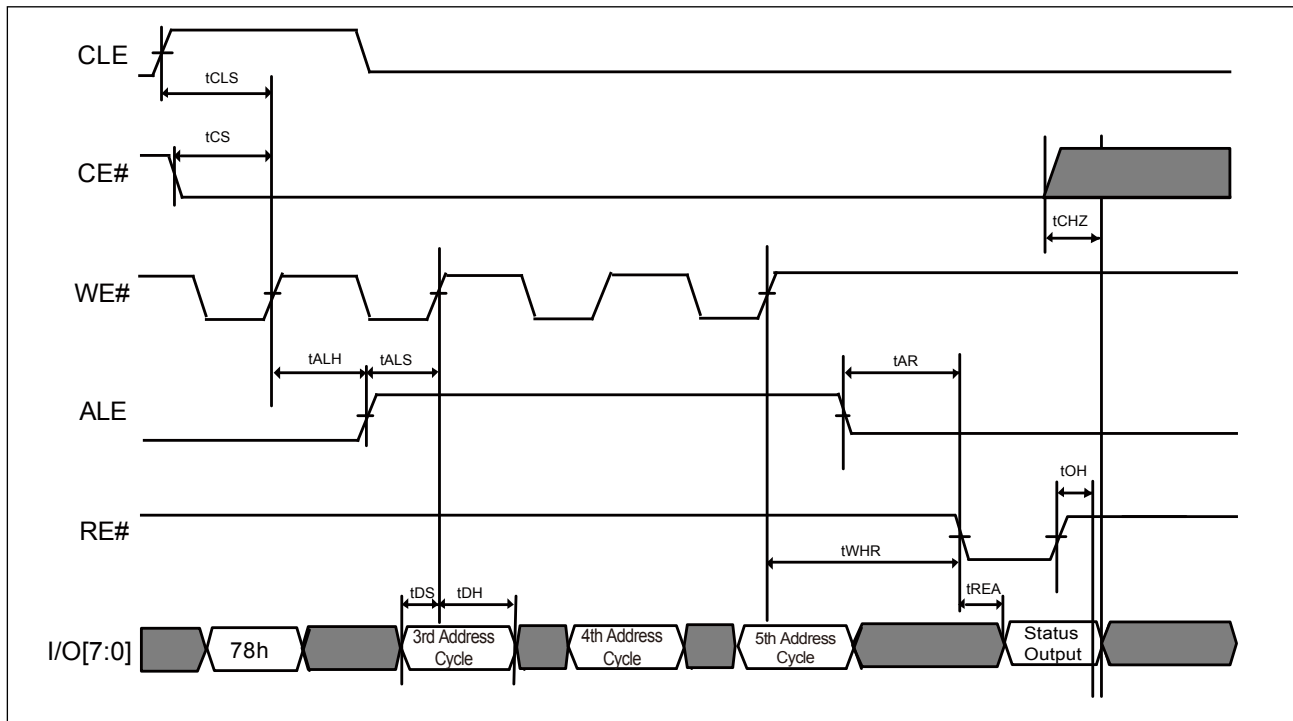 CLE
tCLS
tCS
CE#
tCHZ
WE#
tALH
tALS
tAR
ALE
tOH
RE#
tWHR
tREA
tDS
tDH
I/O[7:0]
78h
3rd Address
Cycle
4th Address
Cycle
5th Address
Cycle
Status
Output